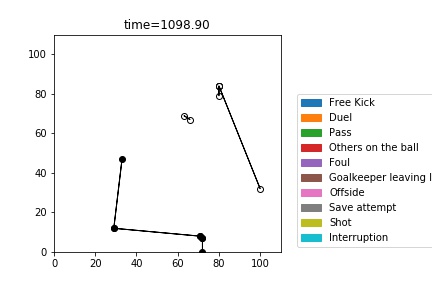 time=1098.90
100
80
60
40
20
0
0 20 40 60 80 100
Free Kick
Duel
Pass
Others on the ball
Foul
Goalkeeper leaving l
Offside
Save attempt
Shot
Interruption